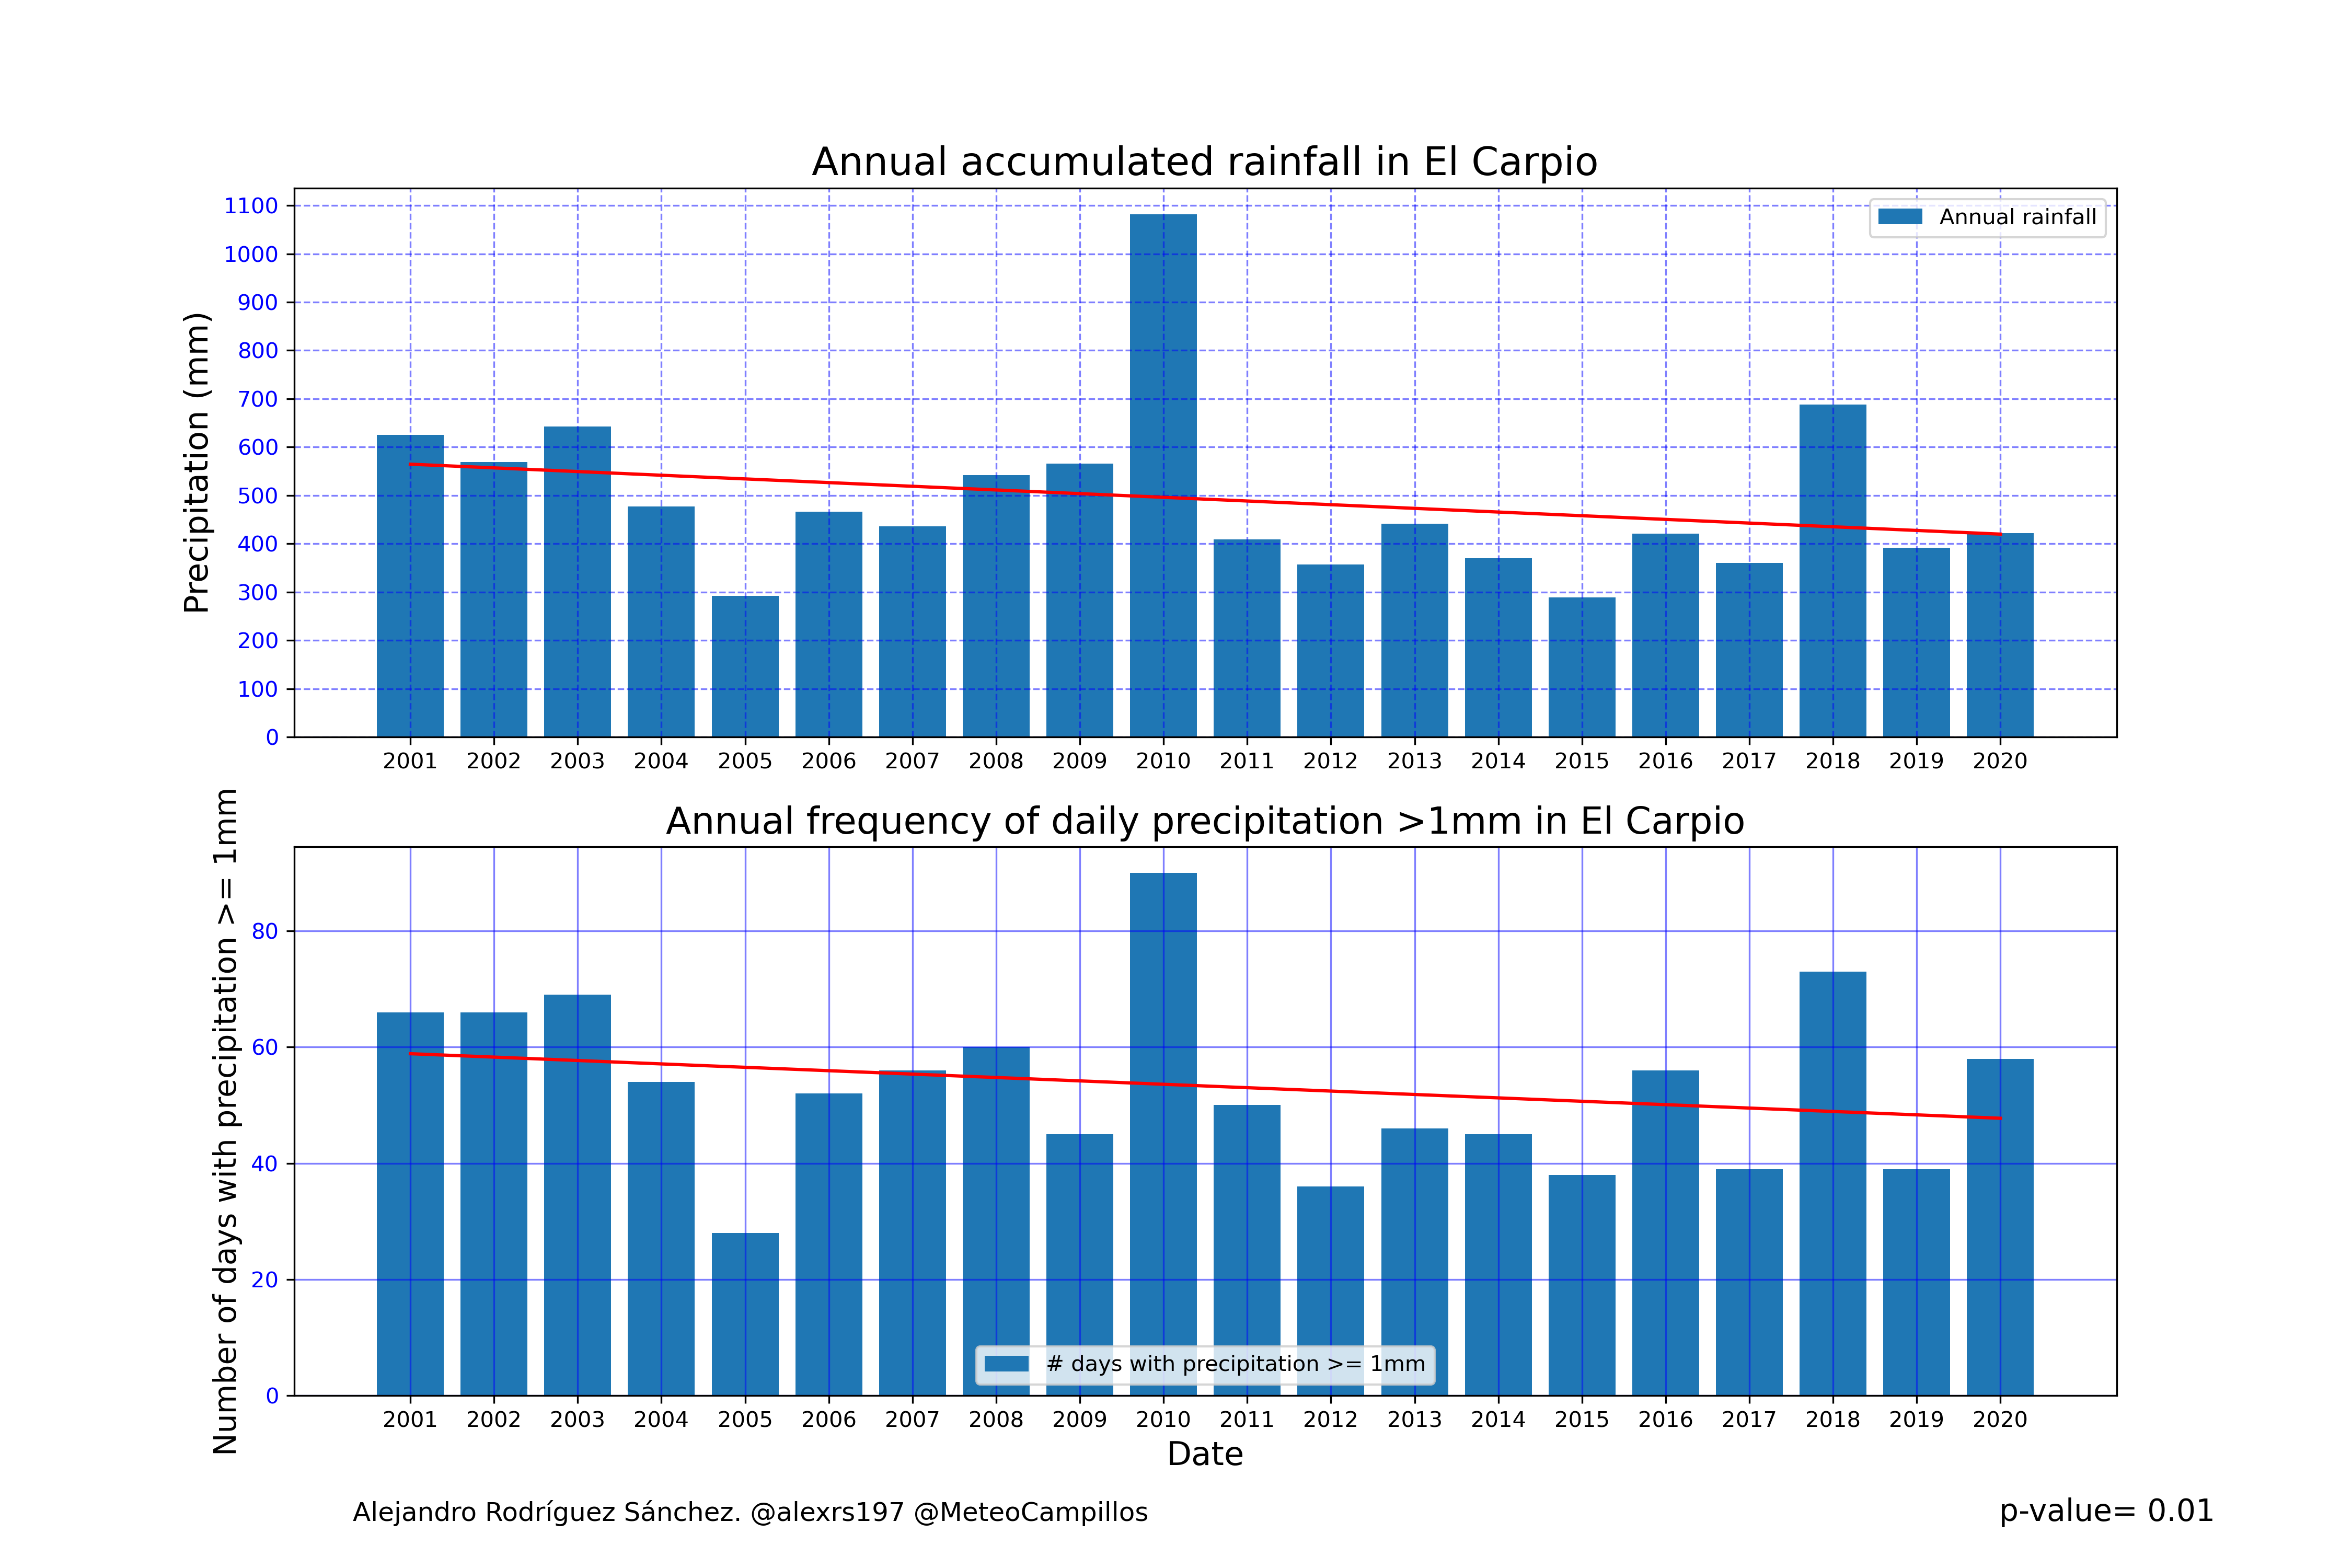 Annual accumulated rainfall in El Carpio
Precipitation (mm)
1100
1000
900
800
700
600
500
400
300
200
100
0
Annual rainfall
2001 2002 2003 2004 2005 2006 2007 2008 2009 2010 2011 2012 2013 2014 2015 2016 2017 2018 2019 2020
Annual frequency of daily precipitation >1mm in El Carpio
Number of days with precipitation >= 1mm
80
60
40
20
0
# days with precipitation >= 1mm
2001 2002 2003 2004 2005 2006 2007 2008 2009 2010 2011 2012 2013 2014 2015 2016 2017 2018 2019 2020
Date
Alejandro Rodríguez Sánchez. @alexrs197 @MeteoCampillos
p-value= 0.01